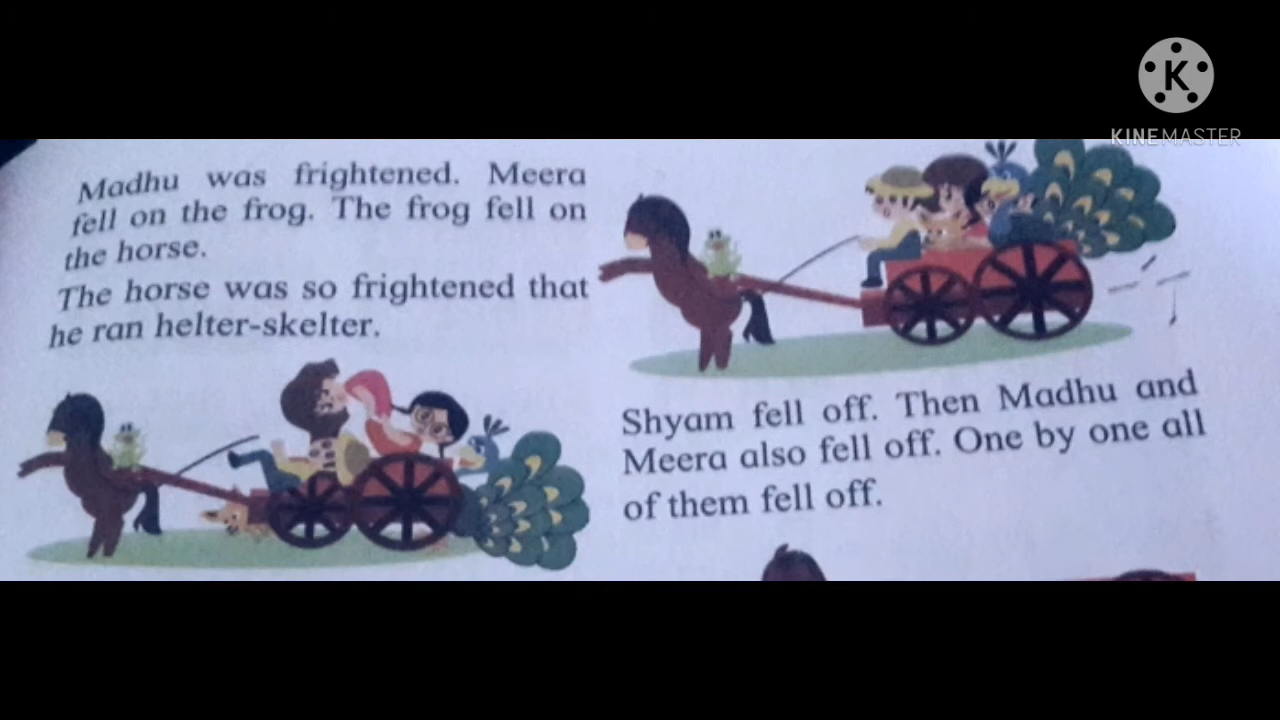 Madhu was frightened. Meera
fell on the frog. The frog fell on
the horse.
The horse was so frightened that
he ran helter-skelter.
Shyam fell off. Then Madhu and
Meera also fell off. One by one all
of them fell off.
K
KINEMASTER